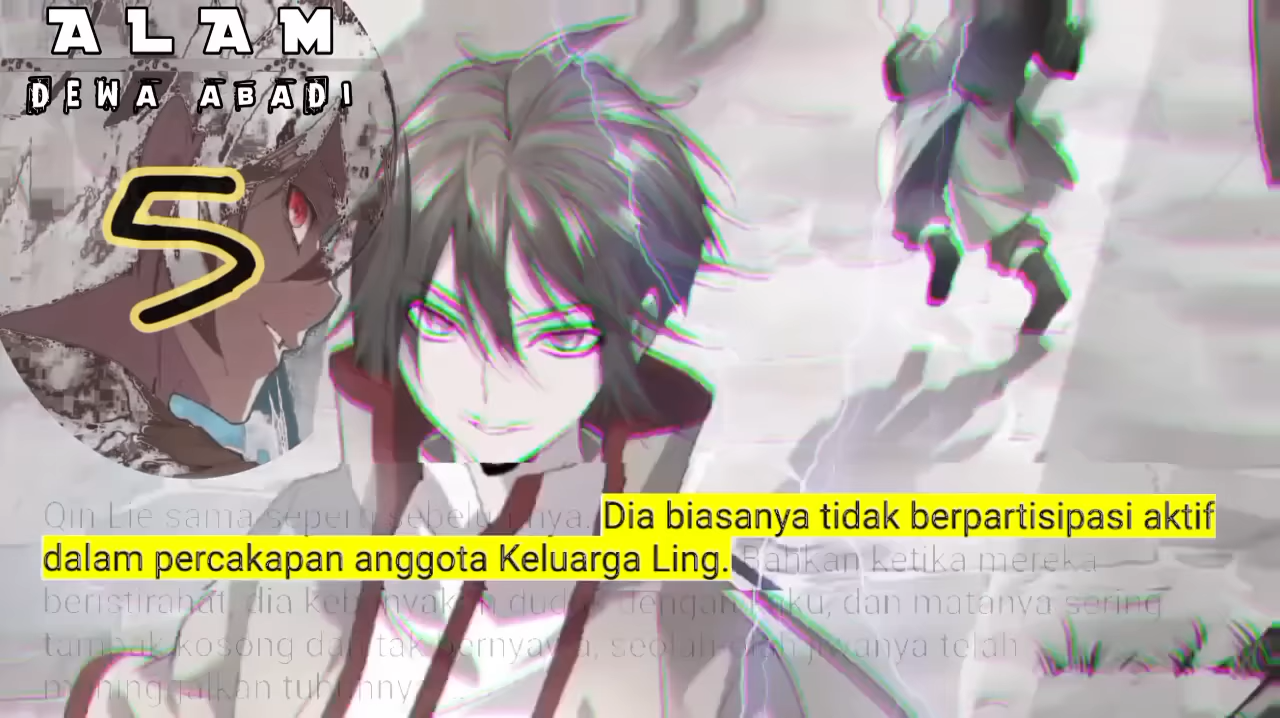 ALAM
DEWA ABADI
5
Qin Lie sama seperti sebelumnya. Dia biasanya tidak berpartisipasi aktif
dalam percakapan anggota Keluarga Ling. Bahkan ketika mereka
beristirahat, dia kebanyakan duduk dengan kaku, dan matanya sering
tampak kosong dan tak bernyawa, seolah-olah jiwanya telah
meninggalkan tubuhnya...